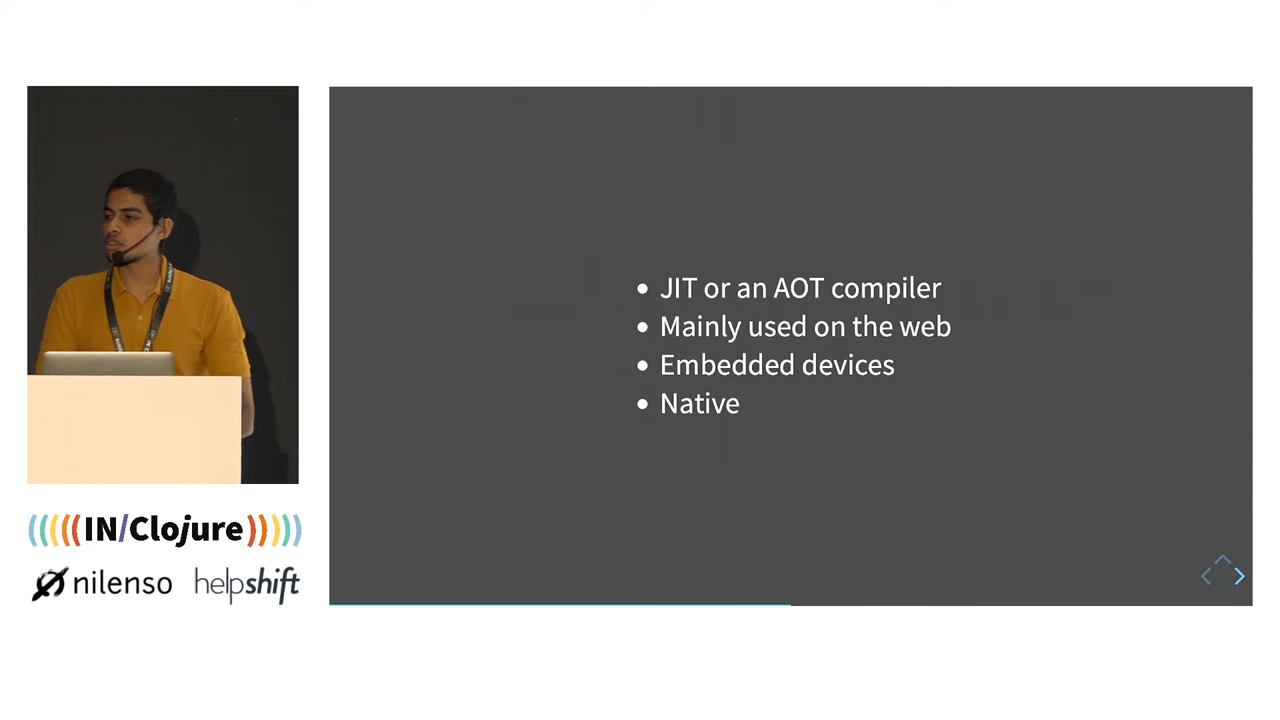 JIT or an AOT compiler
Mainly used on the web
Embedded devices
Native
(((((IN/Clojure)))))
nilenso
helpshift